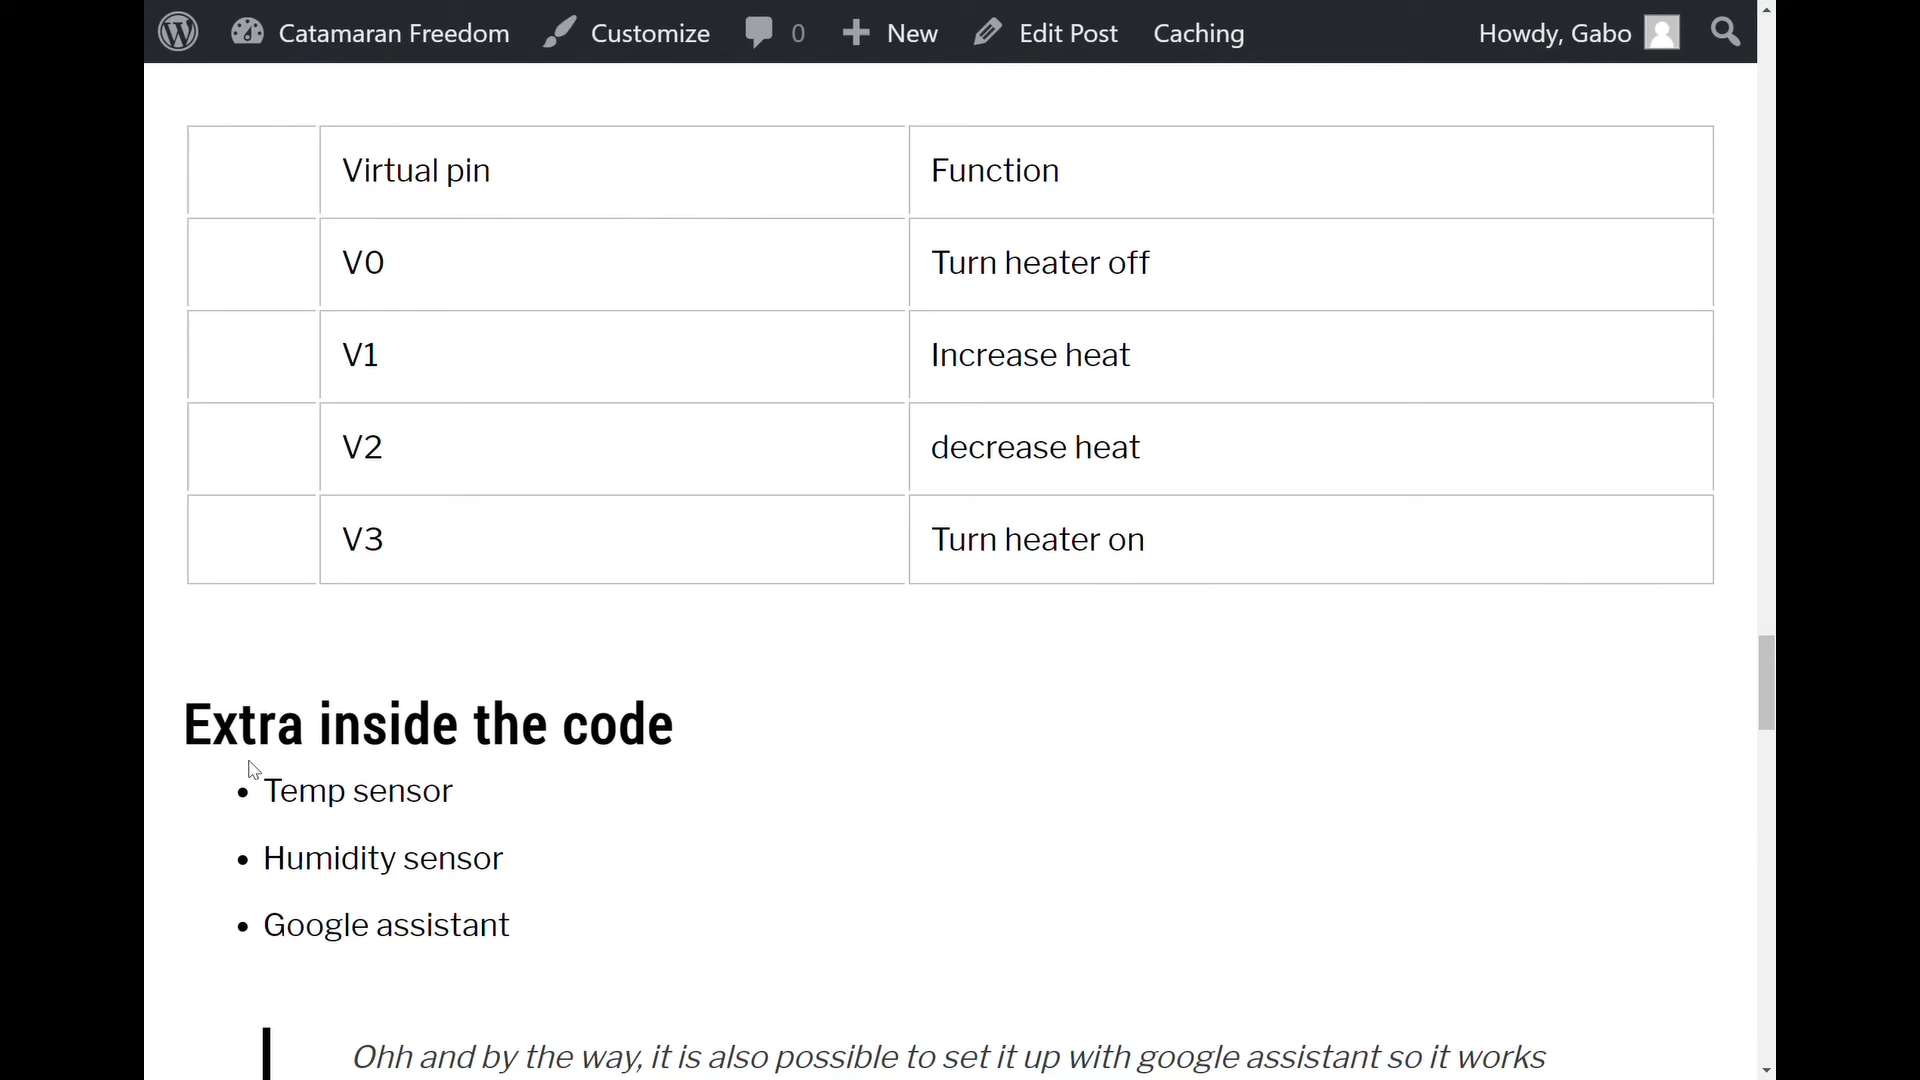 Catamaran Freedom Customize 0 New Edit Post Caching Howdy, Gabo
Virtual pin Function
V0 Turn heater off
V1 Increase heat
V2 decrease heat
V3 Turn heater on
Extra inside the code
Temp sensor
Humidity sensor
Google assistant
Ohh and by the way, it is also possible to set it up with google assistant so it works